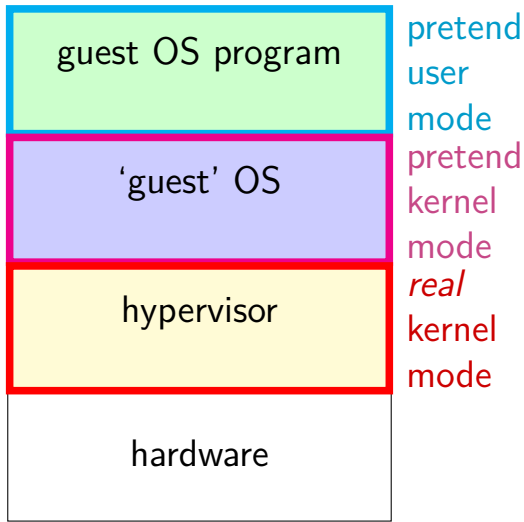 guest OS program
pretend
user
mode
‘guest’ OS
pretend
kernel
mode
hypervisor
real
kernel
mode
hardware